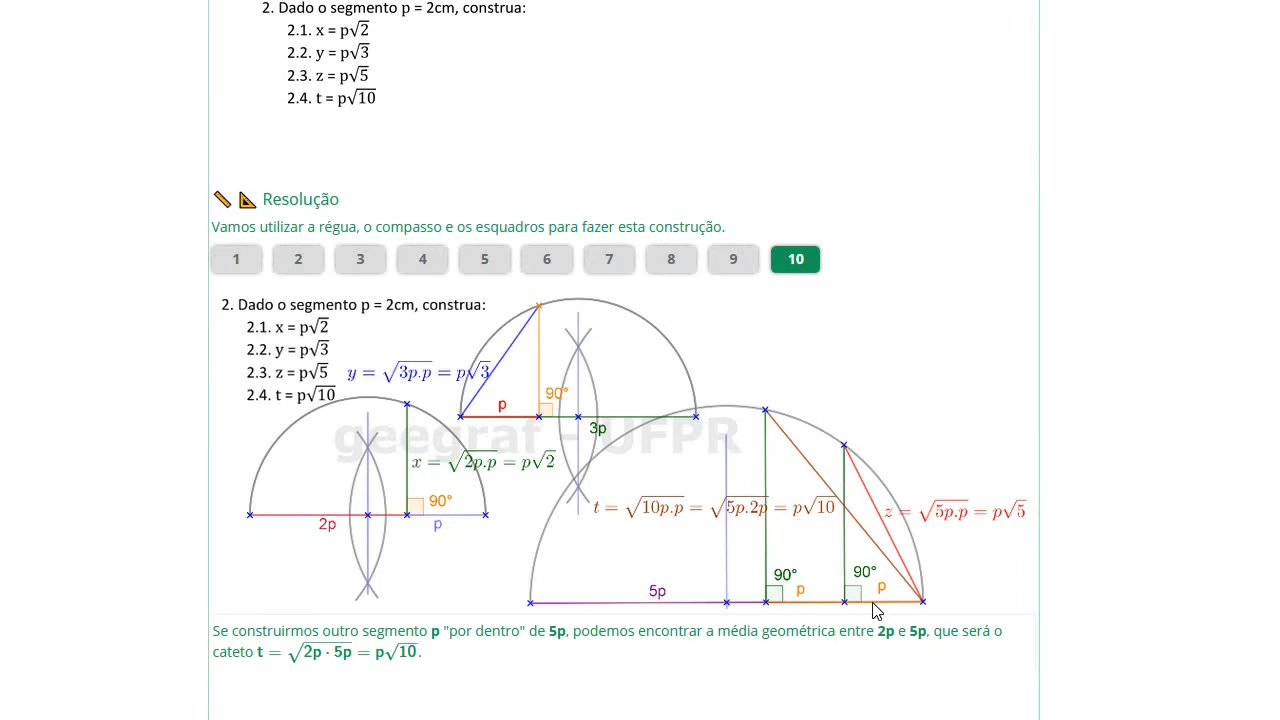 2. Dado o segmento p = 2cm, construa:
2.1. x = p√2
2.2. y = p√3
2.3. z = p√5
2.4. t = p√10
Resolução
Vamos utilizar a régua, o compasso e os esquadros para fazer esta construção.
1 2 3 4 5 6 7 8 9 10
2. Dado o segmento p = 2cm, construa:
2.1. x = p√2
2.2. y = p√3
2.3. z = p√5
2.4. t = p√10
y = √3p.p = p√3
90°
p
3p
geegraf - UFPR
x = √2p.p = p√2
90°
2p
p
t = √10p.p = √5p.2p = p√10
z = √5p.p = p√5
90°
90°
p
p
5p
Se construirmos outro segmento p "por dentro" de 5p, podemos encontrar a média geométrica entre 2p e 5p, que será o
cateto t = √2p · 5p = p√10.